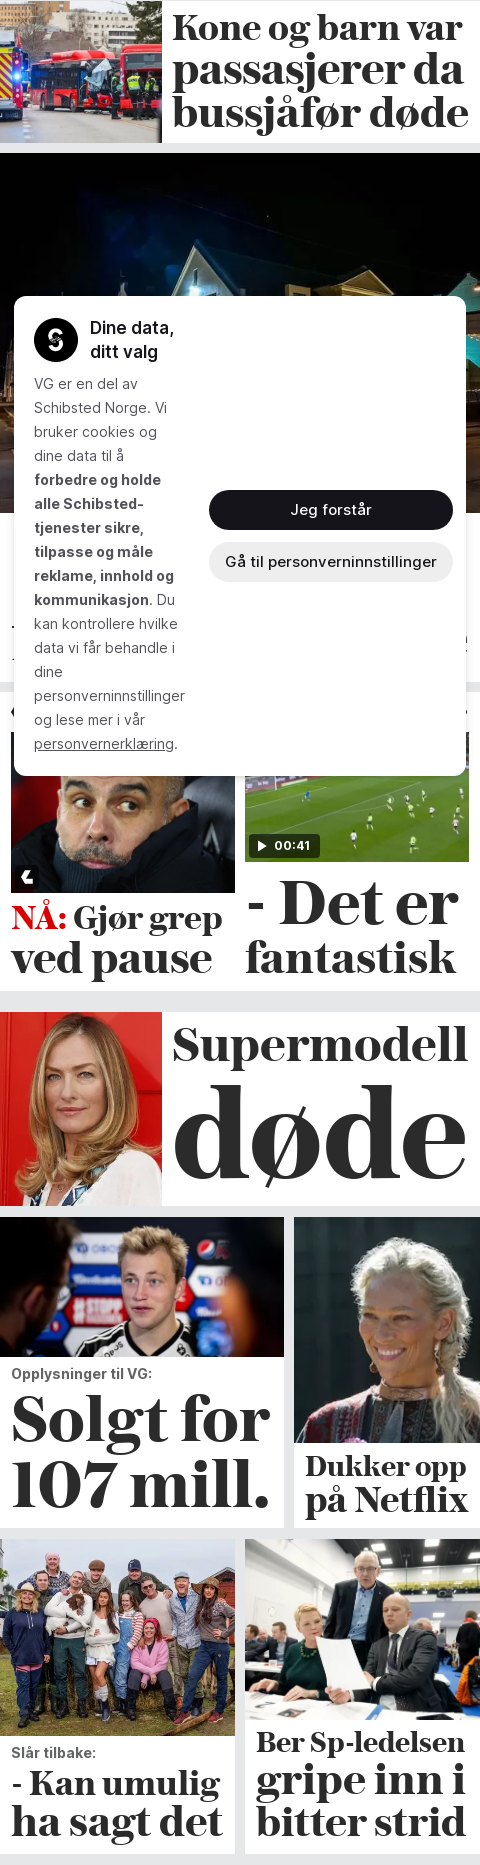 Kone og barn var
passasjerer da
bussjåfør døde
Dine data,
ditt valg
VG er en del av
Schibsted Norge. Vi
bruker cookies og
dine data til å
forbedre og holde
alle Schibsted-
tjenester sikre,
tilpasse og måle
reklame, innhold og
kommunikasjon. Du
kan kontrollere hvilke
data vi får behandle i
dine
personverninnstillinger
og lese mer i vår
personvernerklæring.
Jeg forstår
Gå til personverninnstillinger
00:41
NÅ: Gjør grep
ved pause
- Det er
fantastisk
Supermodell
døde
Opplysninger til VG:
Solgt for
107 mill.
Dukker opp
på Netflix
Slår tilbake:
- Kan umulig
ha sagt det
Ber Sp-ledelsen
gripe inn i
bitter strid